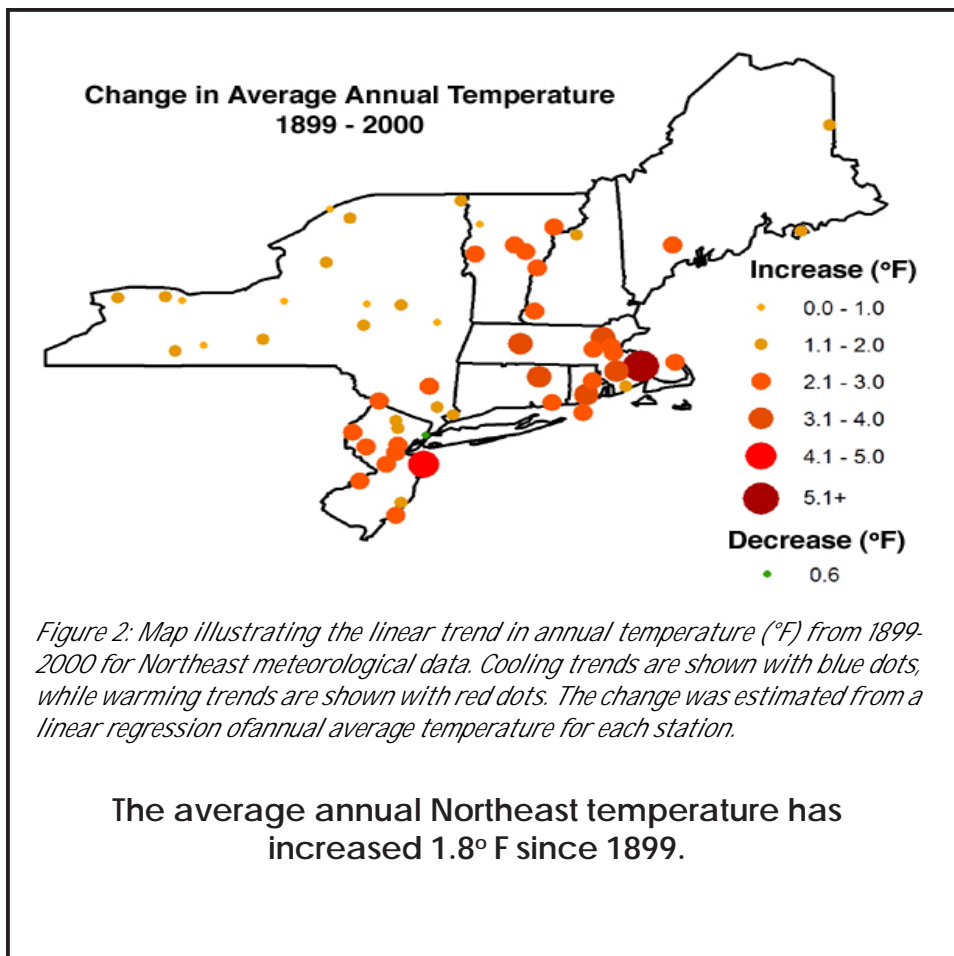 Change in Average Annual Temperature
1899 - 2000
Increase (°F)
0.0 - 1.0
1.1 - 2.0
2.1 - 3.0
3.1 - 4.0
4.1 - 5.0
5.1+
Decrease (°F)
0.6
Figure 2: Map illustrating the linear trend in annual temperature (°F) from 1899-
2000 for Northeast meteorological data. Cooling trends are shown with blue dots,
while warming trends are shown with red dots. The change was estimated from a
linear regression ofannual average temperature for each station.
The average annual Northeast temperature has
increased 1.8° F since 1899.